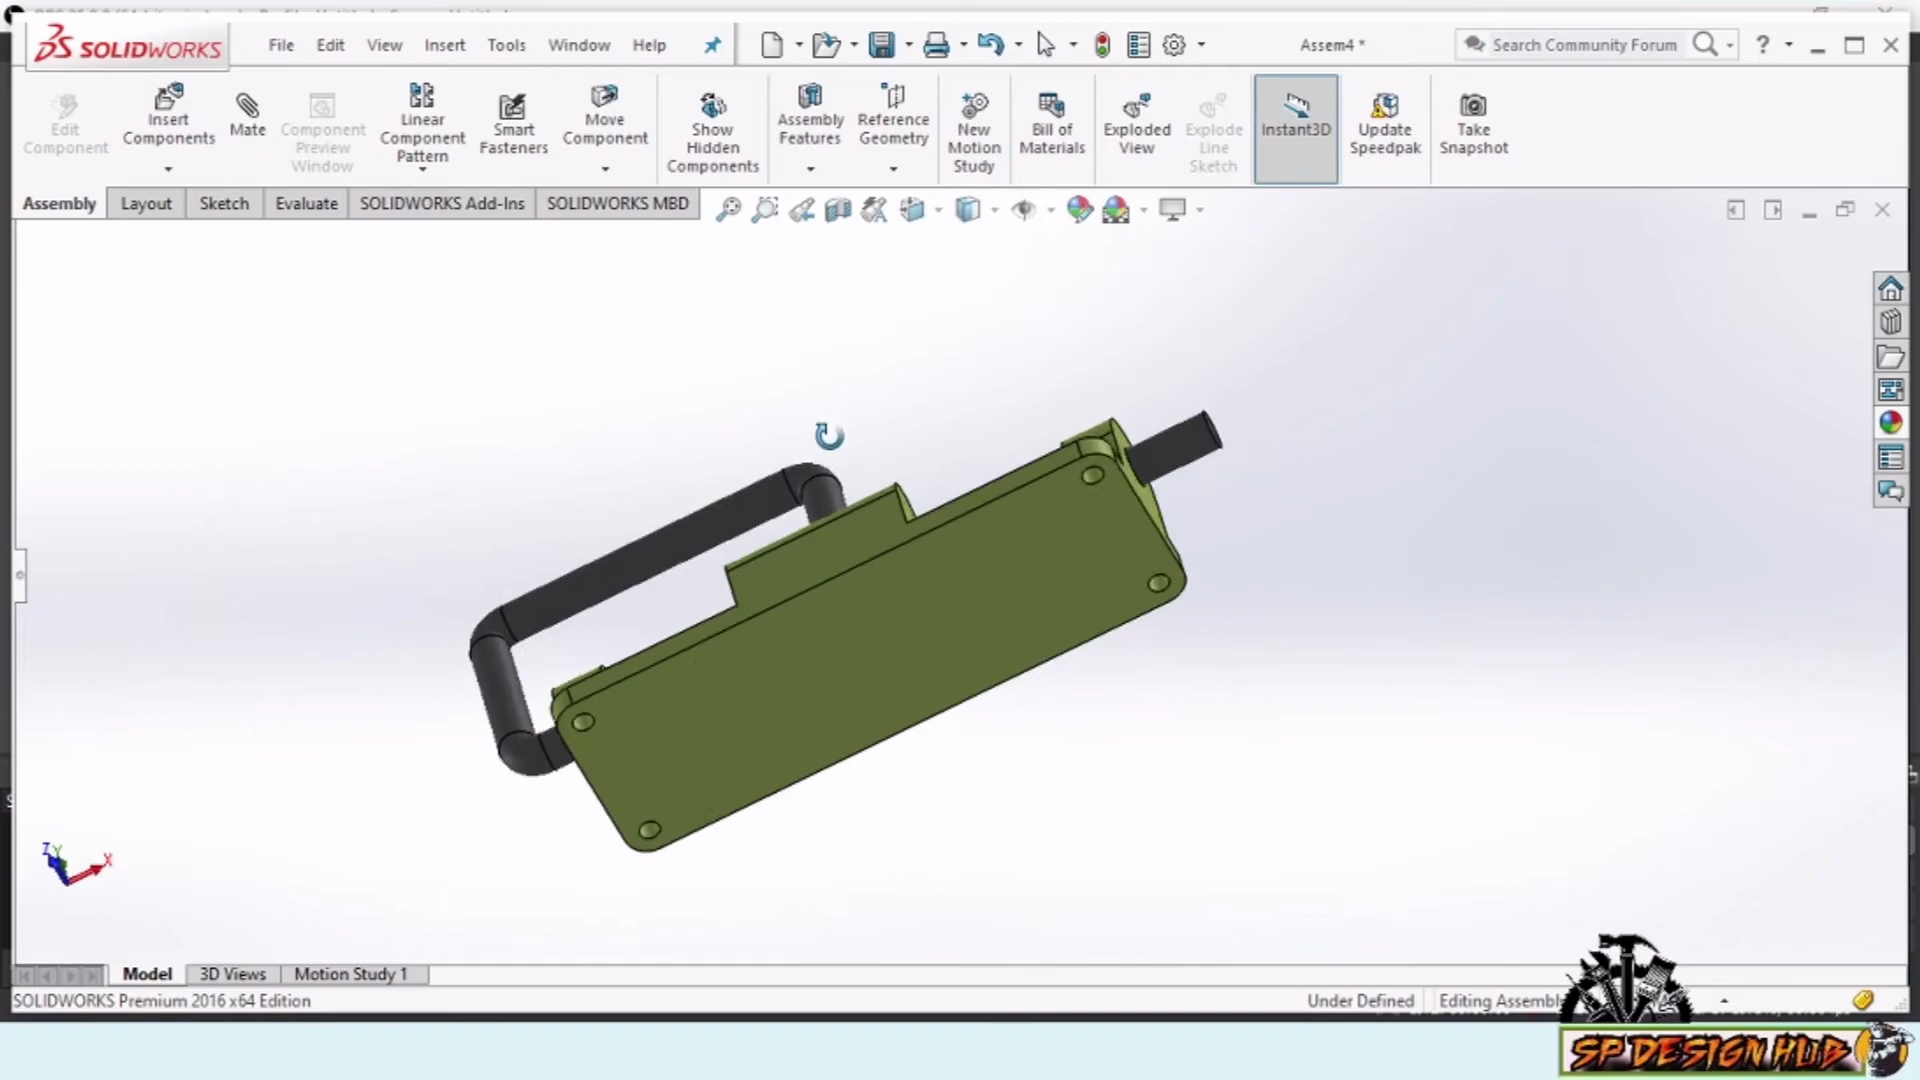 SOLIDWORKS File Edit View Insert Tools Window Help Assem4 * Search Community Forum ?
Edit Component
Insert Components
Mate
Component Preview Window
Linear Component Pattern
Smart Fasteners
Move Component
Show Hidden Components
Assembly Features
Reference Geometry
New Motion Study
Bill of Materials
Exploded View
Explode Line Sketch
Instant3D
Update Speedpak
Take Snapshot
Assembly Layout Sketch Evaluate SOLIDWORKS Add-Ins SOLIDWORKS MBD
Z Y X
Model 3D Views Motion Study 1
SOLIDWORKS Premium 2016 x64 Edition Under Defined Editing Assembl
SP DESIGN HUB